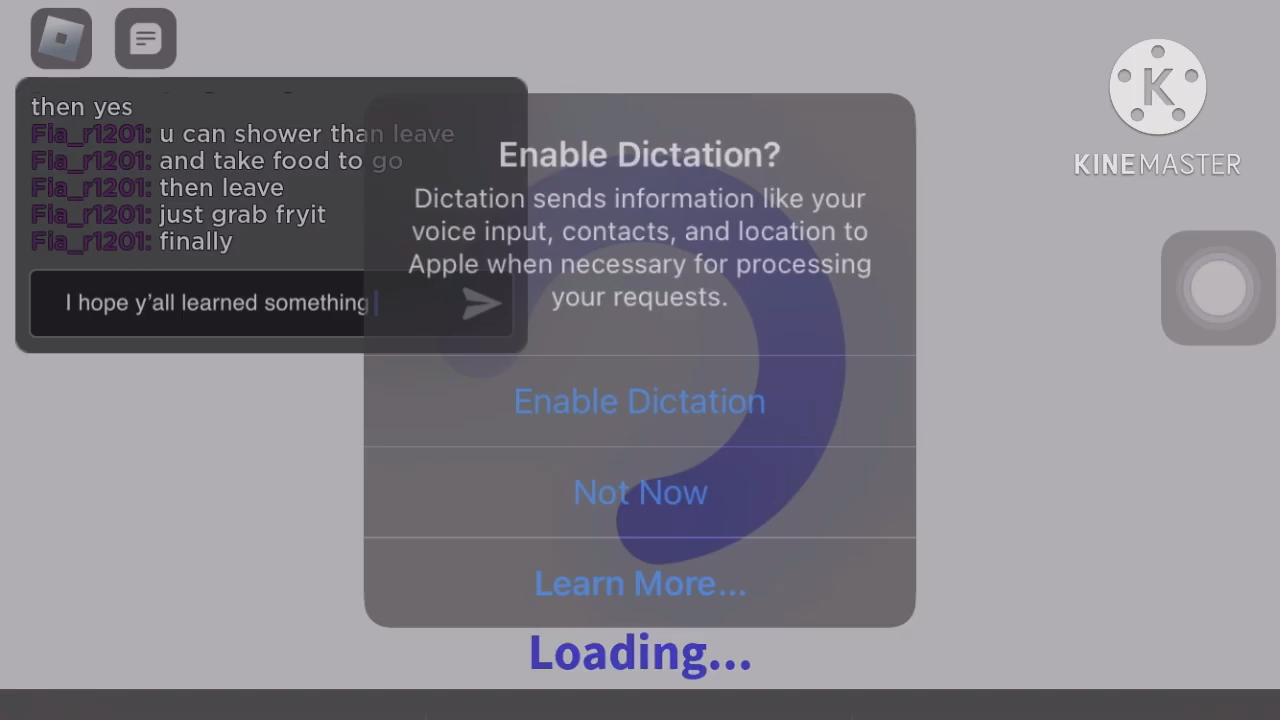 then yes
Fia_r1201: u can shower than leave
Fia_r1201: and take food to go
Fia_r1201: then leave
Fia_r1201: just grab fryit
Fia_r1201: finally
I hope y'all learned something
Enable Dictation?
Dictation sends information like your
voice input, contacts, and location to
Apple when necessary for processing
your requests.
Enable Dictation
Not Now
Learn More...
Loading...
K
KINEMASTER